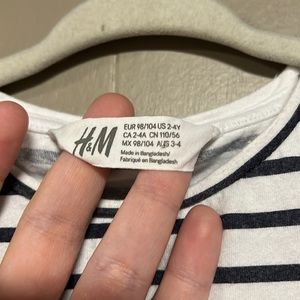 H&M
EUR 98/104 US 2-4Y
CA 2-4A CN 110/56
MX 98/104 AUS 3-4
Made in Bangladesh/
Fabriqué en Bangladesh